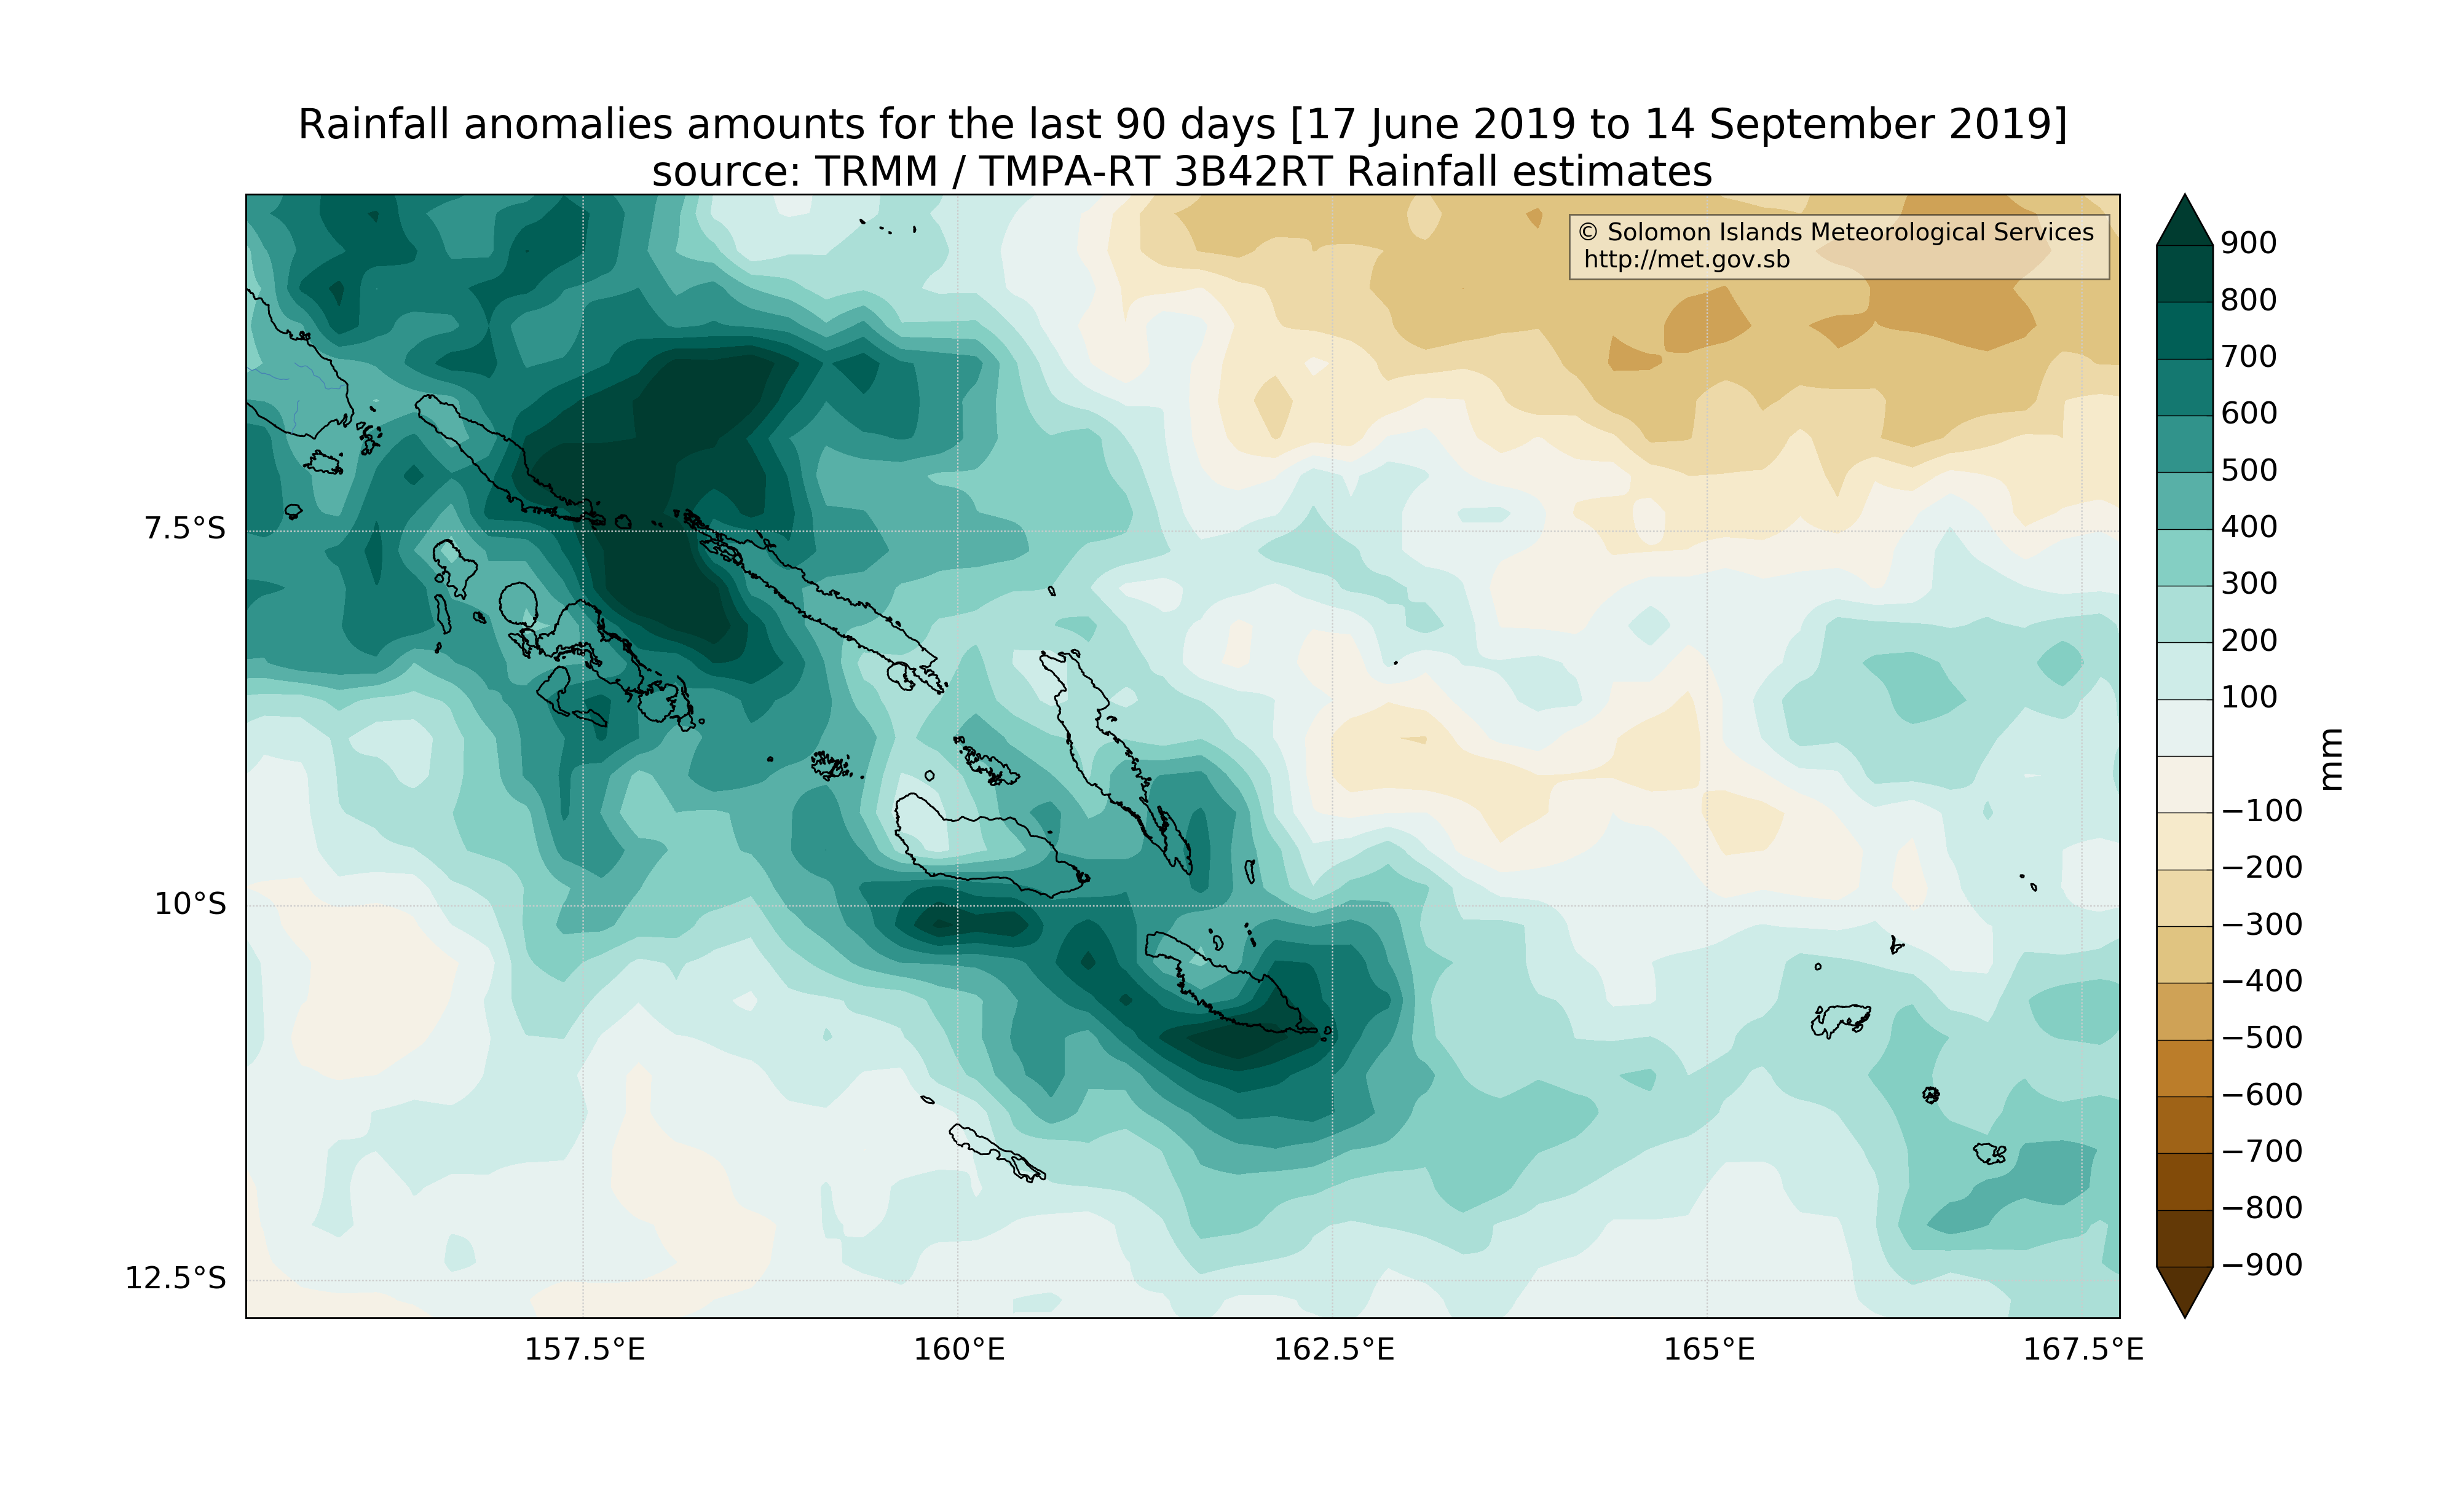 Rainfall anomalies amounts for the last 90 days [17 June 2019 to 14 September 2019]
source: TRMM / TMPA-RT 3B42RT Rainfall estimates
© Solomon Islands Meteorological Services
http://met.gov.sb
900
800
700
600
500
400
300
200
100
−100
−200
−300
−400
−500
−600
−700
−800
−900
mm
7.5°S
10°S
12.5°S
157.5°E
160°E
162.5°E
165°E
167.5°E